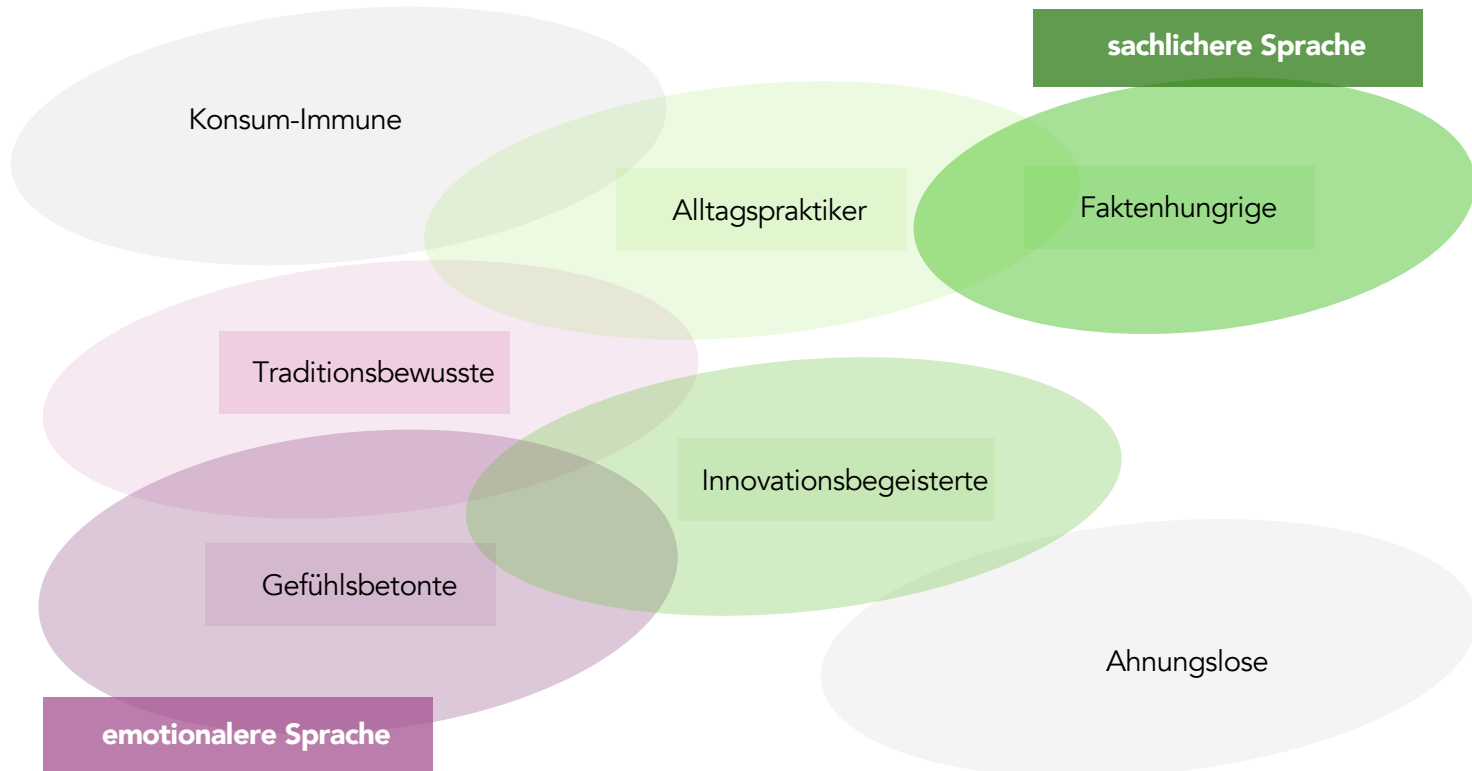 sachlichere Sprache
Konsum-Immune
Alltagspraktiker
Faktenhungrige
Traditionsbewusste
Innovationsbegeisterte
Gefühlsbetonte
Ahnungslose
emotionalere Sprache